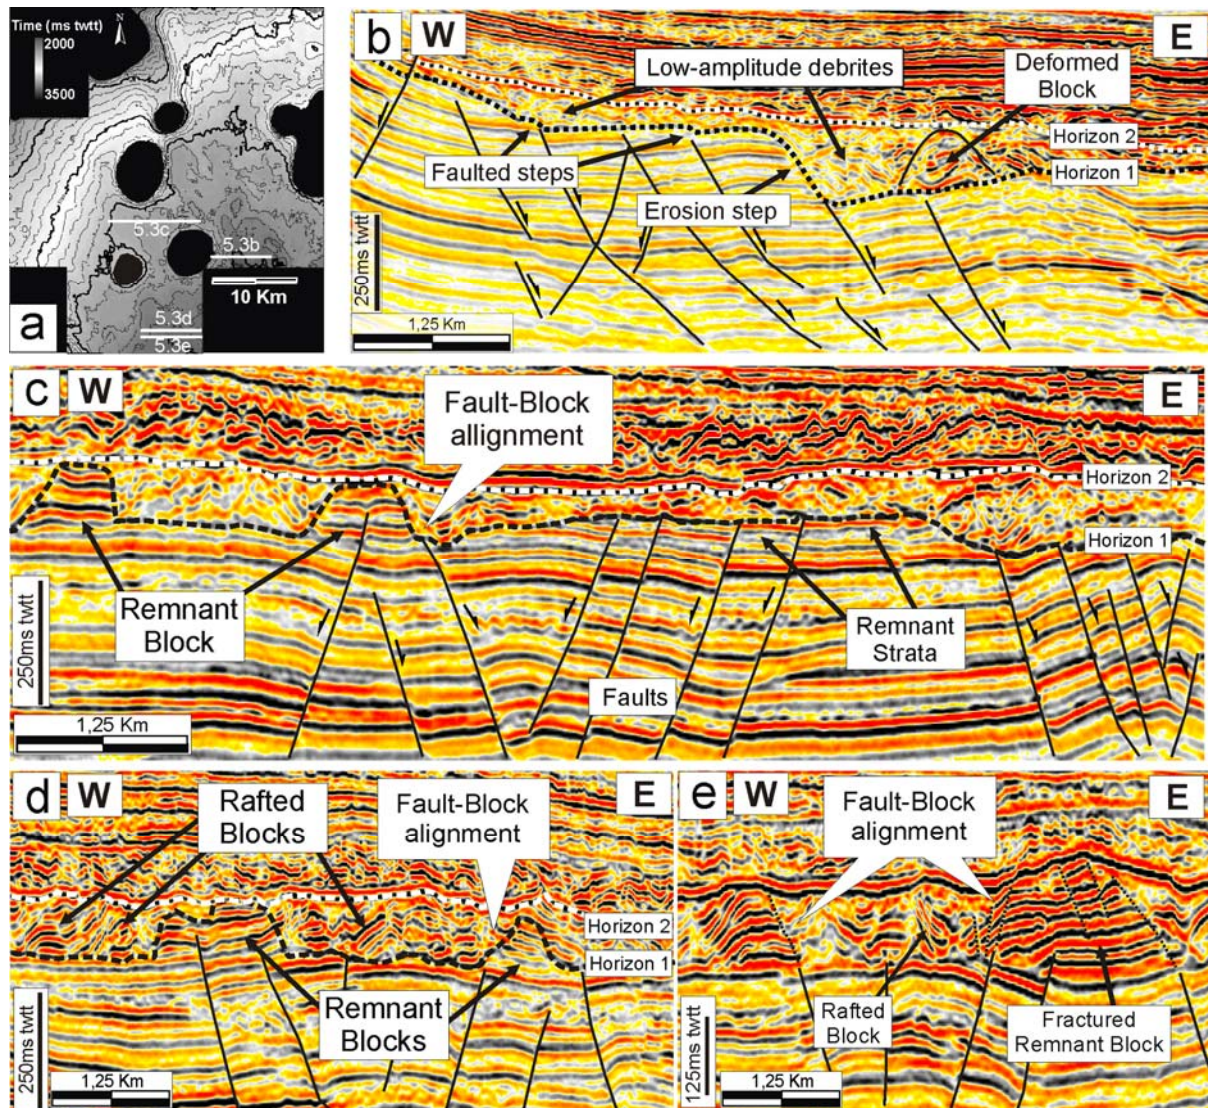 Time (ms twtt)
N
2000
3500
5.3c
5.3b
10 Km
5.3d
5.3e
a
b
W
E
Low-amplitude debrites
Deformed
Block
Horizon 2
Horizon 1
Faulted steps
Erosion step
250ms twtt
1,25 Km
c
W
E
Fault-Block
allignment
Horizon 2
Horizon 1
Remnant
Block
Remnant
Strata
Faults
250ms twtt
1,25 Km
d
W
E
Rafted
Blocks
Fault-Block
alignment
Horizon 2
Horizon 1
Remnant
Blocks
250ms twtt
1,25 Km
e
W
E
Fault-Block
alignment
Rafted
Block
Fractured
Remnant Block
125ms twtt
1,25 Km